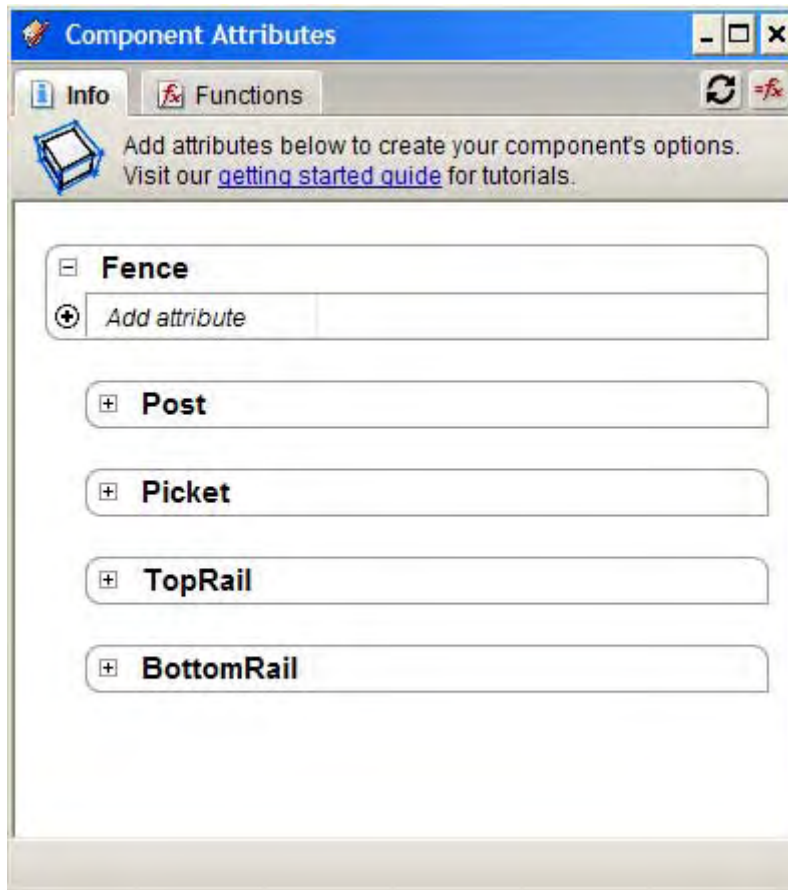 Component Attributes
Info
Functions
=fx
Add attributes below to create your component's options.
Visit our getting started guide for tutorials.
Fence
Add attribute
Post
Picket
TopRail
BottomRail